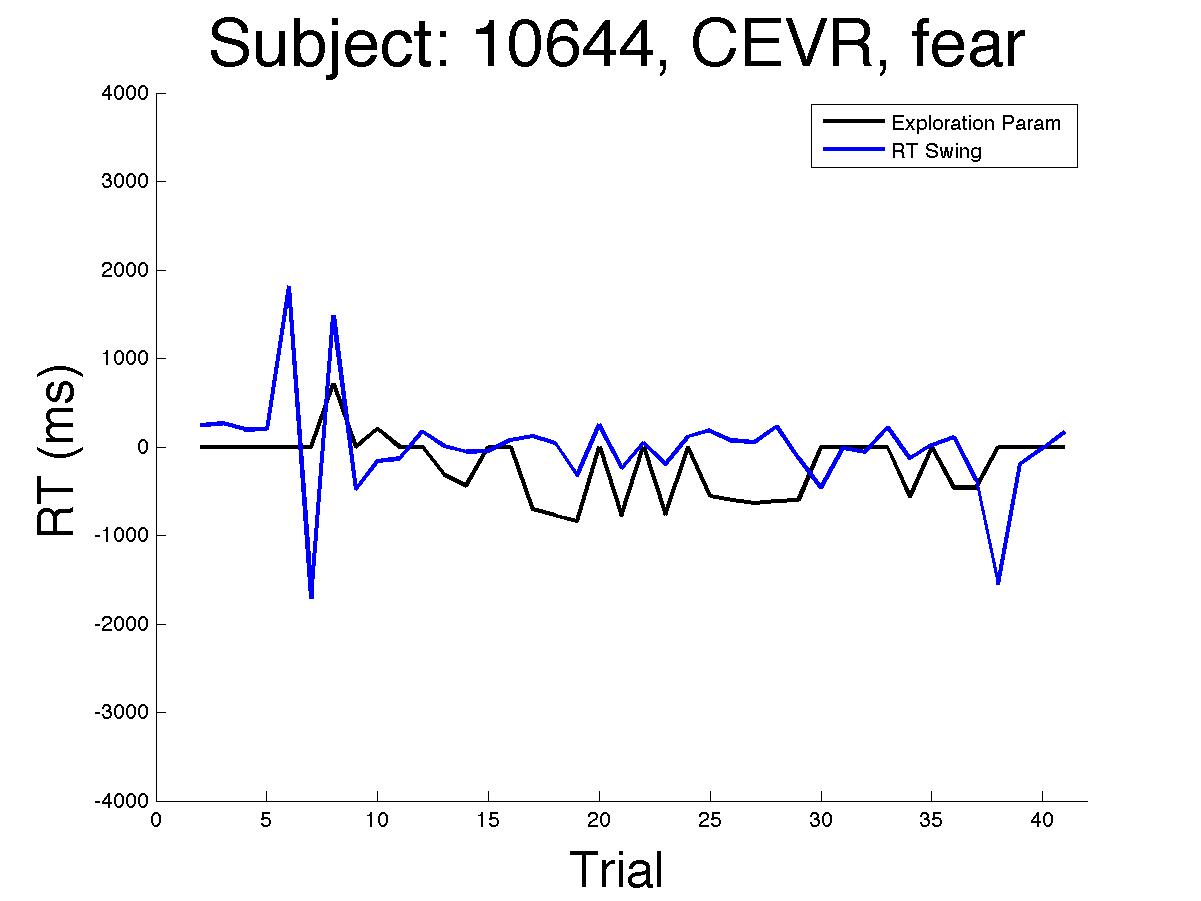 Subject: 10644, CEVR, fear
4000
3000
2000
1000
0
-1000
-2000
-3000
-4000
RT (ms)
Exploration Param
RT Swing
0 5 10 15 20 25 30 35 40
Trial